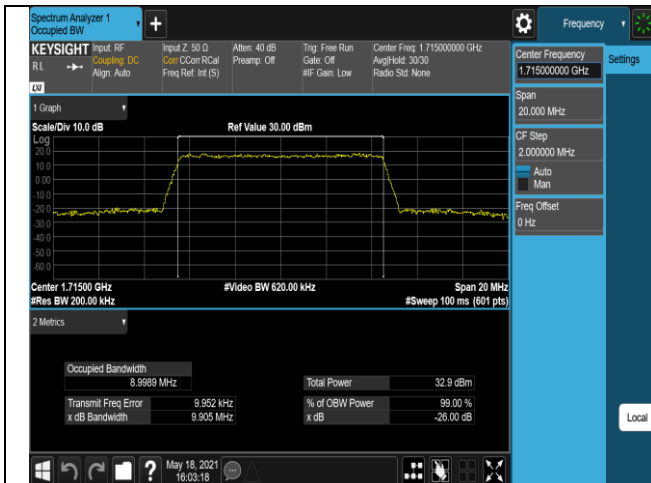 Spectrum Analyzer 1
Occupied BW
+
Frequency
KEYSIGHT
RL
LXI
Input: RF
Coupling: DC
Align: Auto
Input Z: 50 Ω
Corr CCorr RCal
Freq Ref: Int (S)
Atten: 40 dB
Preamp: Off
Trig: Free Run
Gate: Off
#IF Gain: Low
Center Freq: 1.715000000 GHz
Avg|Hold: 30/30
Radio Std: None
Center Frequency
1.715000000 GHz
Settings
Span
20.000 MHz
CF Step
2.000000 MHz
Auto
Man
Freq Offset
0 Hz
Local
1 Graph
Scale/Div 10.0 dB
Ref Value 30.00 dBm
Log
20.0
10.0
0.00
-10.0
-20.0
-30.0
-40.0
-50.0
-60.0
Center 1.71500 GHz
#Video BW 620.00 kHz
Span 20 MHz
#Res BW 200.00 kHz
#Sweep 100 ms (601 pts)
2 Metrics
Occupied Bandwidth
8.9989 MHz
Total Power 32.9 dBm
Transmit Freq Error 9.952 kHz
% of OBW Power 99.00 %
x dB Bandwidth 9.905 MHz
x dB -26.00 dB
?
May 18, 2021
16:03:18